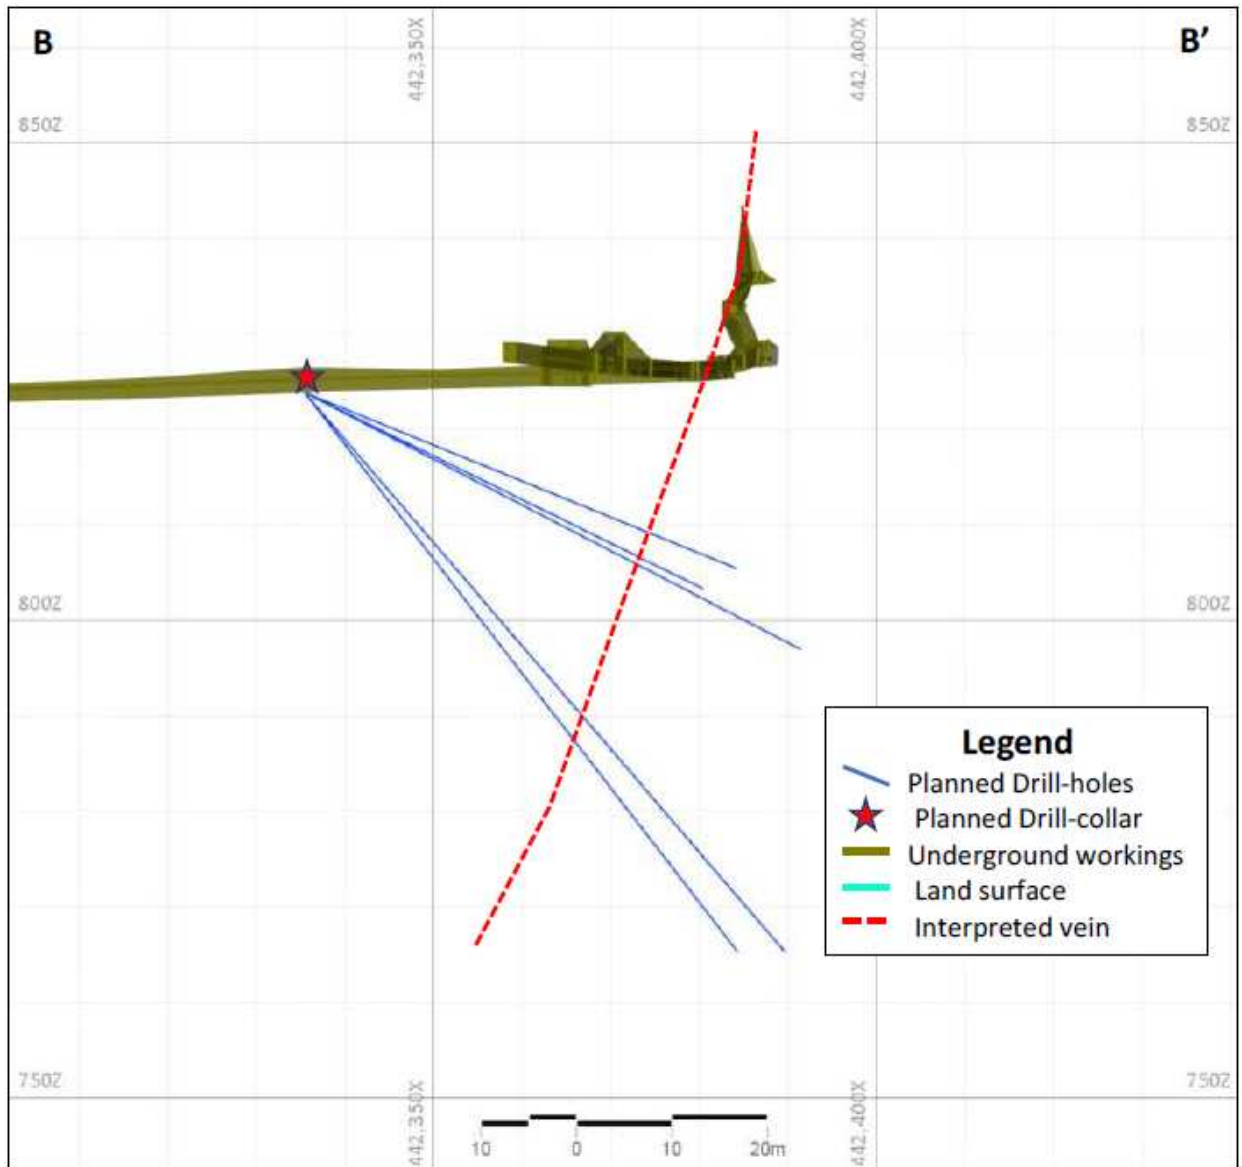 B
B'
442,350X
442,400X
850Z
850Z
800Z
800Z
Legend
Planned Drill-holes
Planned Drill-collar
Underground workings
Land surface
Interpreted vein
750Z
750Z
442,350X
442,400X
10 0 10 20m